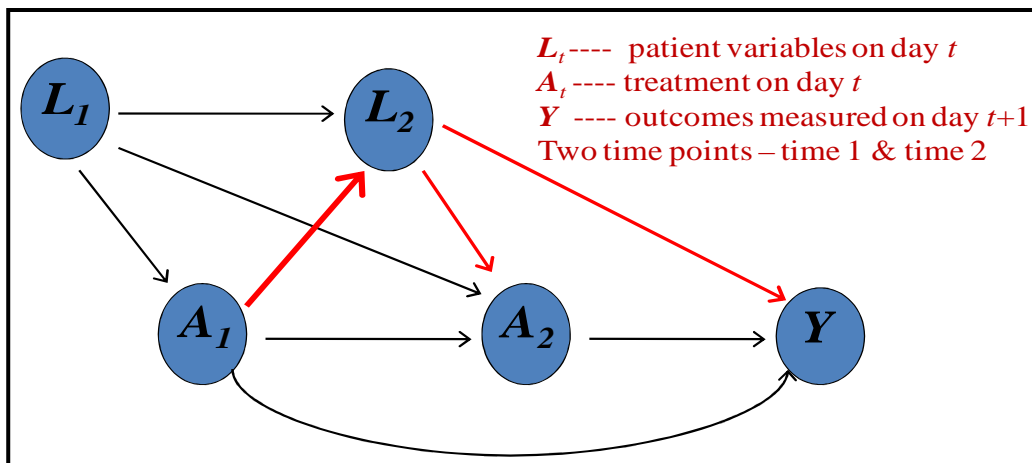 L1
L2
A1
A2
Y
Lt ---- patient variables on day t
At ---- treatment on day t
Y ---- outcomes measured on day t+1
Two time points – time 1 & time 2